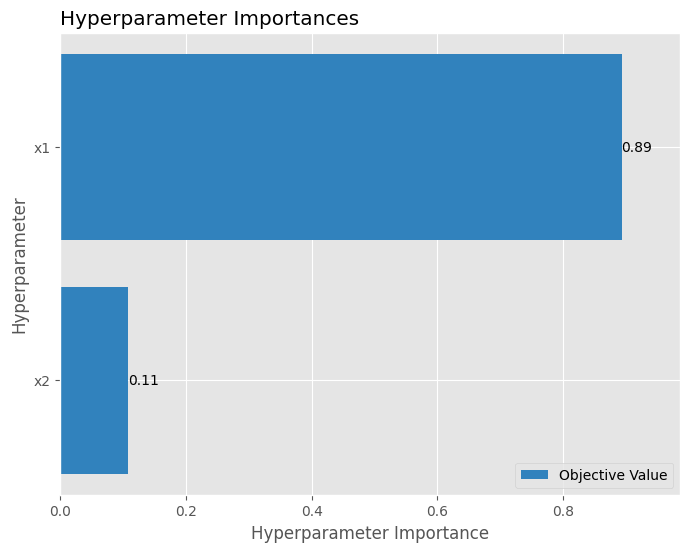 Hyperparameter Importances
Hyperparameter
x1
0.89
x2
0.11
Objective Value
0.0 0.2 0.4 0.6 0.8
Hyperparameter Importance